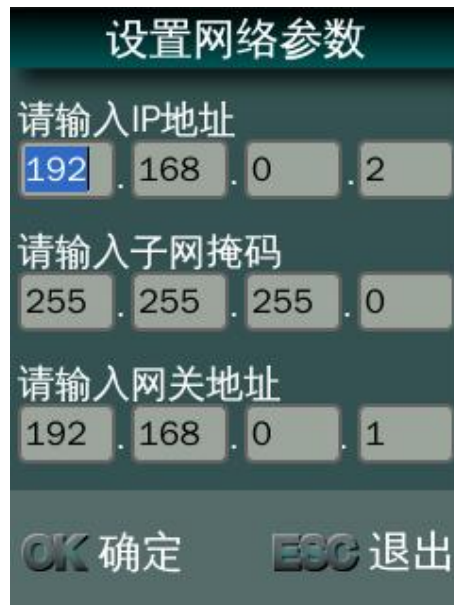 设置网络参数
请输入IP地址
192 . 168 . 0 . 2
请输入子网掩码
255 . 255 . 255 . 0
请输入网关地址
192 . 168 . 0 . 1
OK 确定 ESC 退出